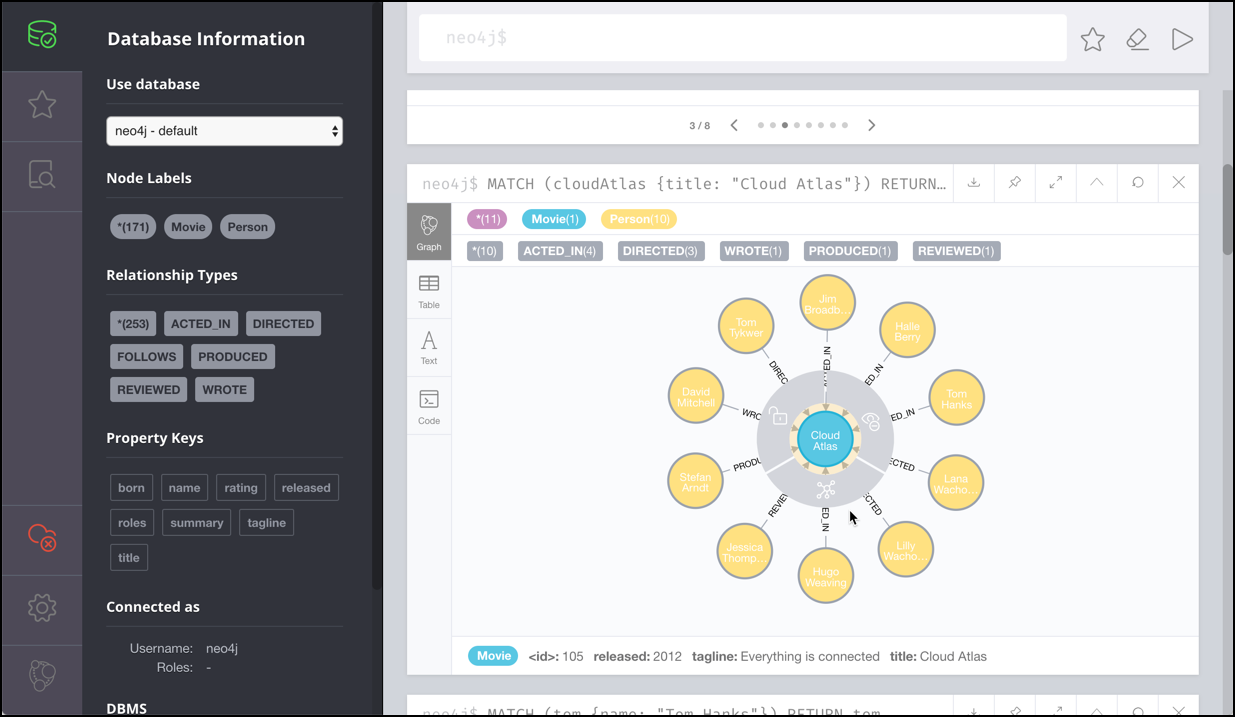 Database Information
Use database
neo4j - default
Node Labels
*(171) Movie Person
Relationship Types
*(253) ACTED_IN DIRECTED
FOLLOWS PRODUCED
REVIEWED WROTE
Property Keys
born name rating released
roles summary tagline
title
Connected as
Username: neo4j
Roles: -
DBMS
neo4j$
3 / 8
neo4j$ MATCH (cloudAtlas {title: "Cloud Atlas"}) RETURN…
Graph
Table
Text
Code
*(11) Movie(1) Person(10)
*(10) ACTED_IN(4) DIRECTED(3) WROTE(1) PRODUCED(1) REVIEWED(1)
Jim
Broadb…
Tom
Tykwer
Halle
Berry
David
Mitchell
Tom
Hanks
Cloud
Atlas
Stefan
Arndt
Lana
Wacho…
Jessica
Thomp…
Lilly
Wacho…
Hugo
Weaving
DIREC
ED_IN
ED_IN
WRO
ED_IN
PRODU
ECTED
REVIE
ED_IN
ECTED
Movie <id>: 105 released: 2012 tagline: Everything is connected title: Cloud Atlas
neo4j$ MATCH (tom {name: "Tom Hanks"}) RETURN tom